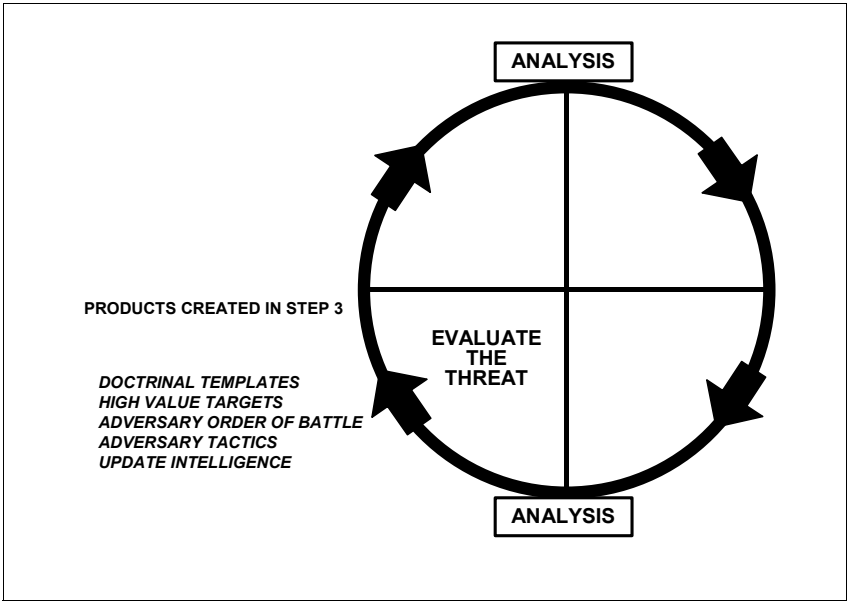 ANALYSIS
PRODUCTS CREATED IN STEP 3
EVALUATE
THE
THREAT
DOCTRINAL TEMPLATES
HIGH VALUE TARGETS
ADVERSARY ORDER OF BATTLE
ADVERSARY TACTICS
UPDATE INTELLIGENCE
ANALYSIS